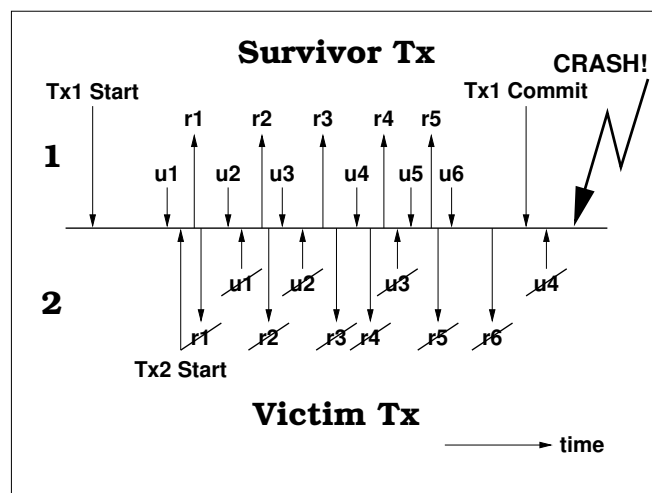 Survivor Tx
CRASH!
Tx1 Start
Tx1 Commit
r1 r2 r3 r4 r5
1
u1 u2 u3 u4 u5 u6
2
u1 u2 u3 u4
r1 r2 r3 r4 r5 r6
Tx2 Start
Victim Tx
time